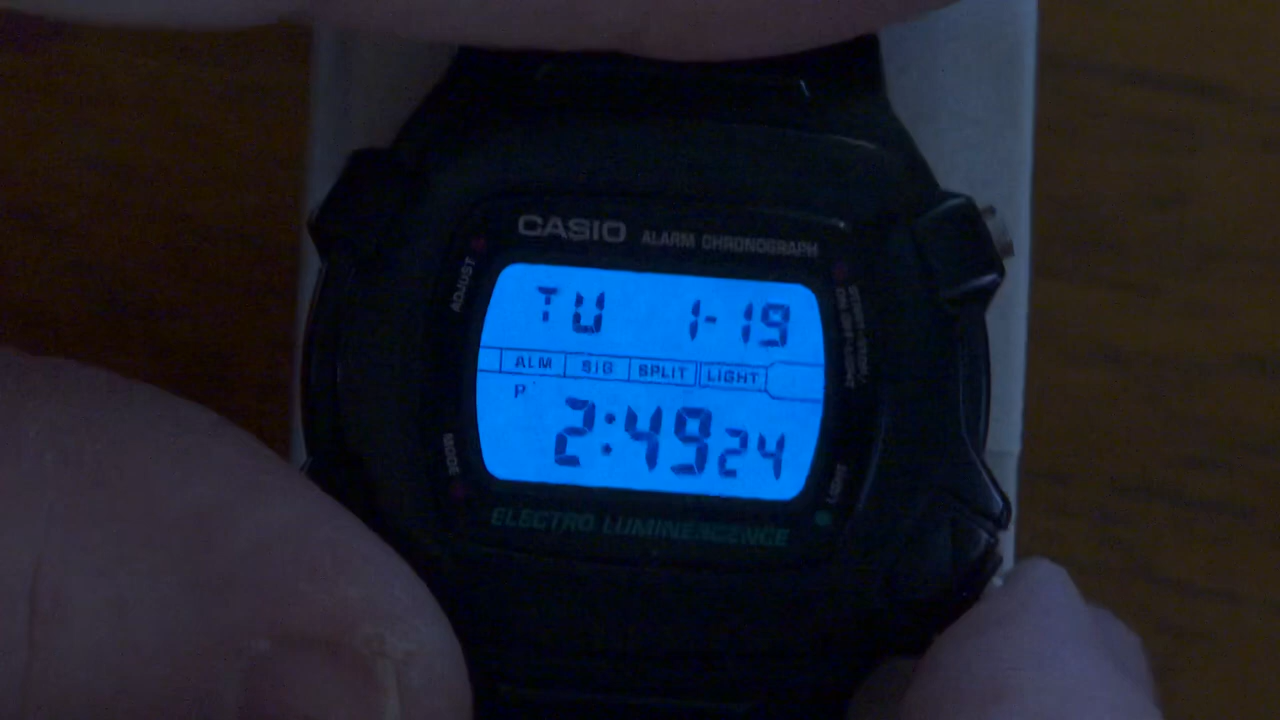 CASIO ALARM CHRONOGRAPH
ADJUST
TU 1-19
ALM SIG SPLIT LIGHT
P
2:49 24
MODE
LIGHT
ELECTRO LUMINESCENCE